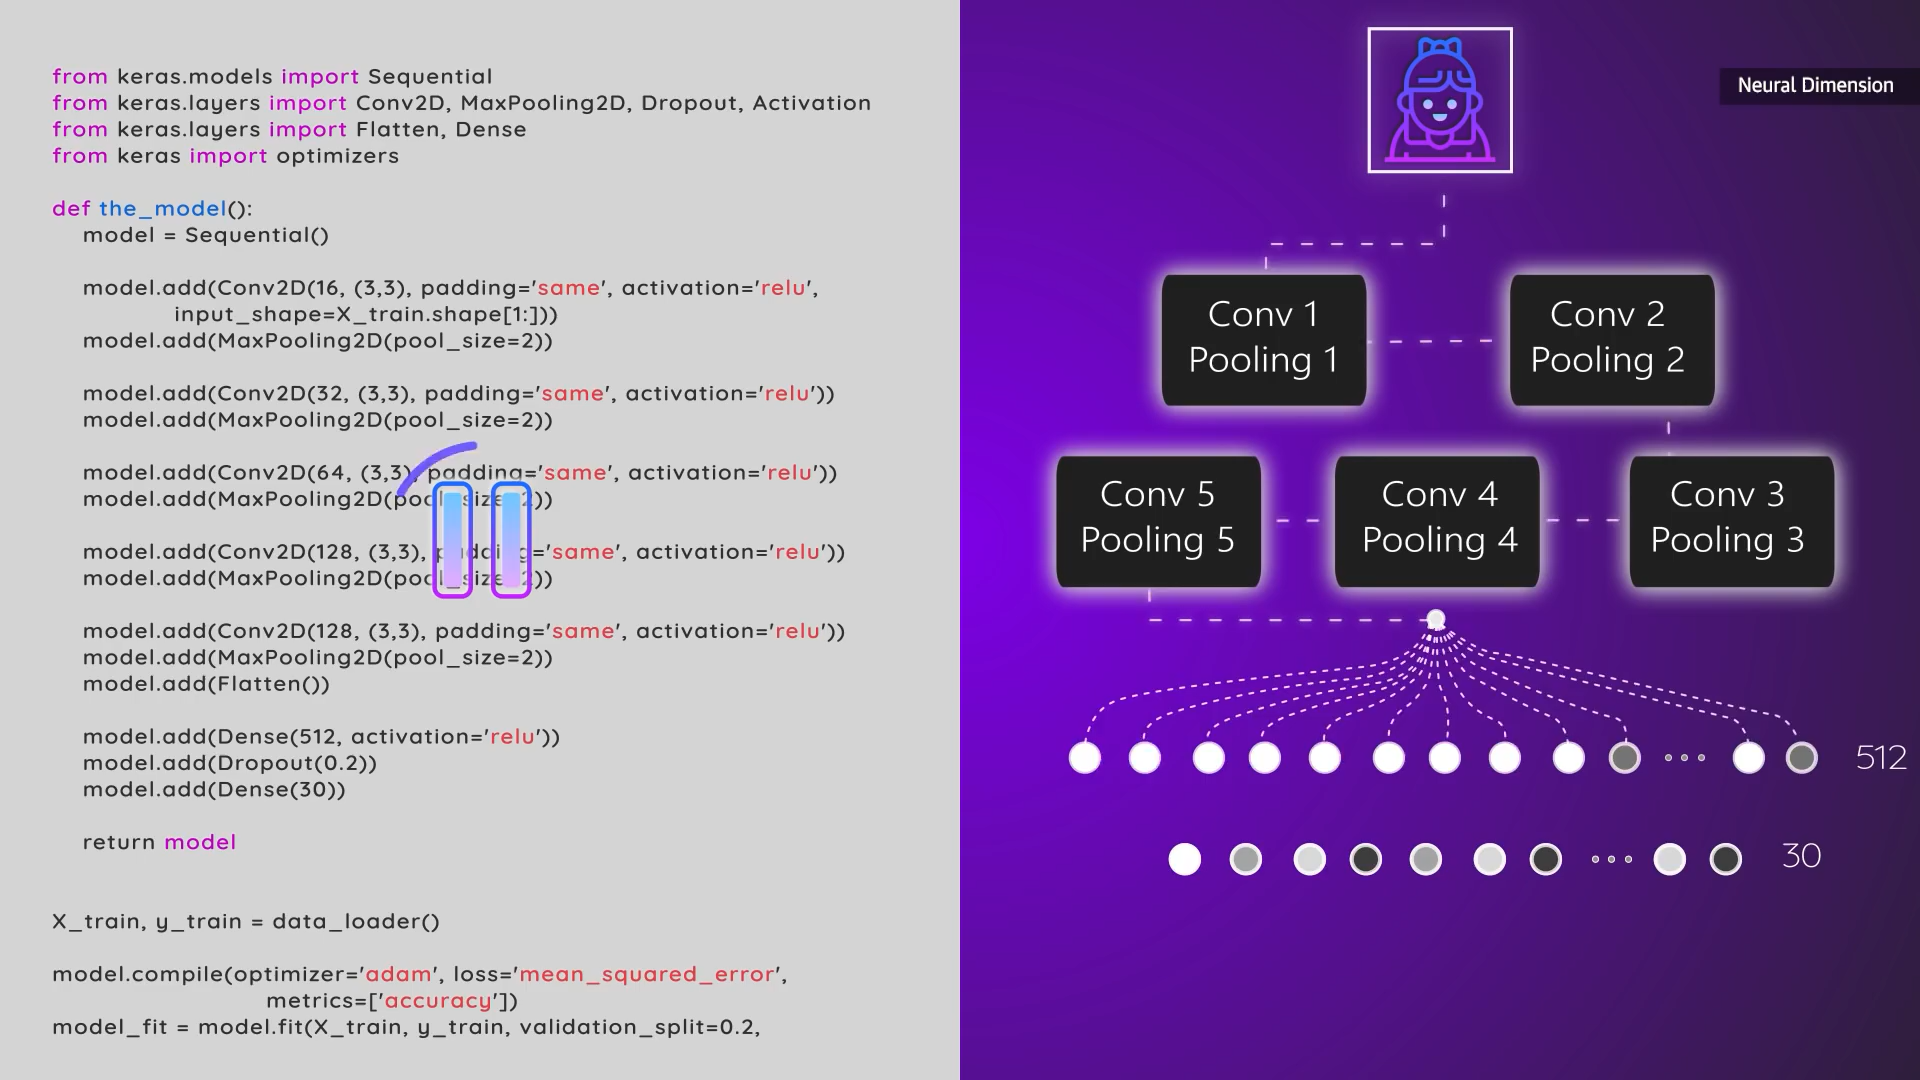 from keras.models import Sequential
from keras.layers import Conv2D, MaxPooling2D, Dropout, Activation
from keras.layers import Flatten, Dense
from keras import optimizers
def the_model():
model = Sequential()
model.add(Conv2D(16, (3,3), padding='same', activation='relu',
input_shape=X_train.shape[1:]))
model.add(MaxPooling2D(pool_size=2))
model.add(Conv2D(32, (3,3), padding='same', activation='relu'))
model.add(MaxPooling2D(pool_size=2))
model.add(Conv2D(64, (3,3), padding='same', activation='relu'))
model.add(MaxPooling2D(pool_size=2))
model.add(Conv2D(128, (3,3), padding='same', activation='relu'))
model.add(MaxPooling2D(pool_size=2))
model.add(Conv2D(128, (3,3), padding='same', activation='relu'))
model.add(MaxPooling2D(pool_size=2))
model.add(Flatten())
model.add(Dense(512, activation='relu'))
model.add(Dropout(0.2))
model.add(Dense(30))
return model
X_train, y_train = data_loader()
model.compile(optimizer='adam', loss='mean_squared_error',
metrics=['accuracy'])
model_fit = model.fit(X_train, y_train, validation_split=0.2,
Neural Dimension
Conv 1
Pooling 1
Conv 2
Pooling 2
Conv 5
Pooling 5
Conv 4
Pooling 4
Conv 3
Pooling 3
512
30